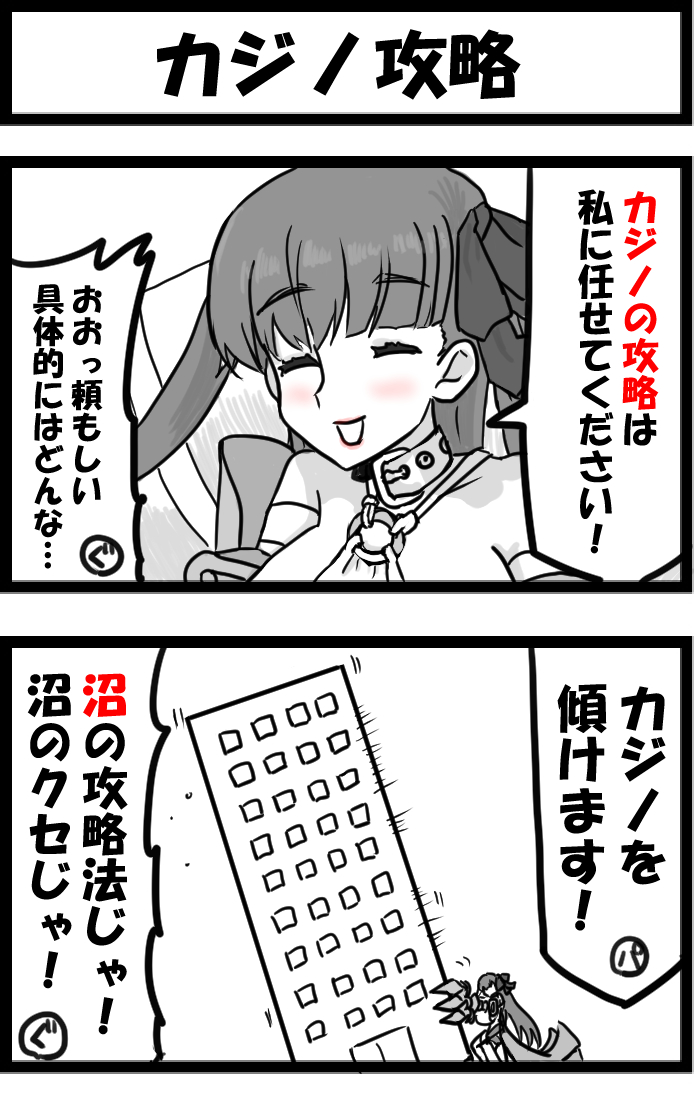 カジノ攻略
カジノの攻略は
私に任せてください！
おおっ頼もしい
具体的にはどんな…
ぐ
カジノを
傾けます！
パ
沼の攻略法じゃ！
沼のクセじゃ！
ぐ